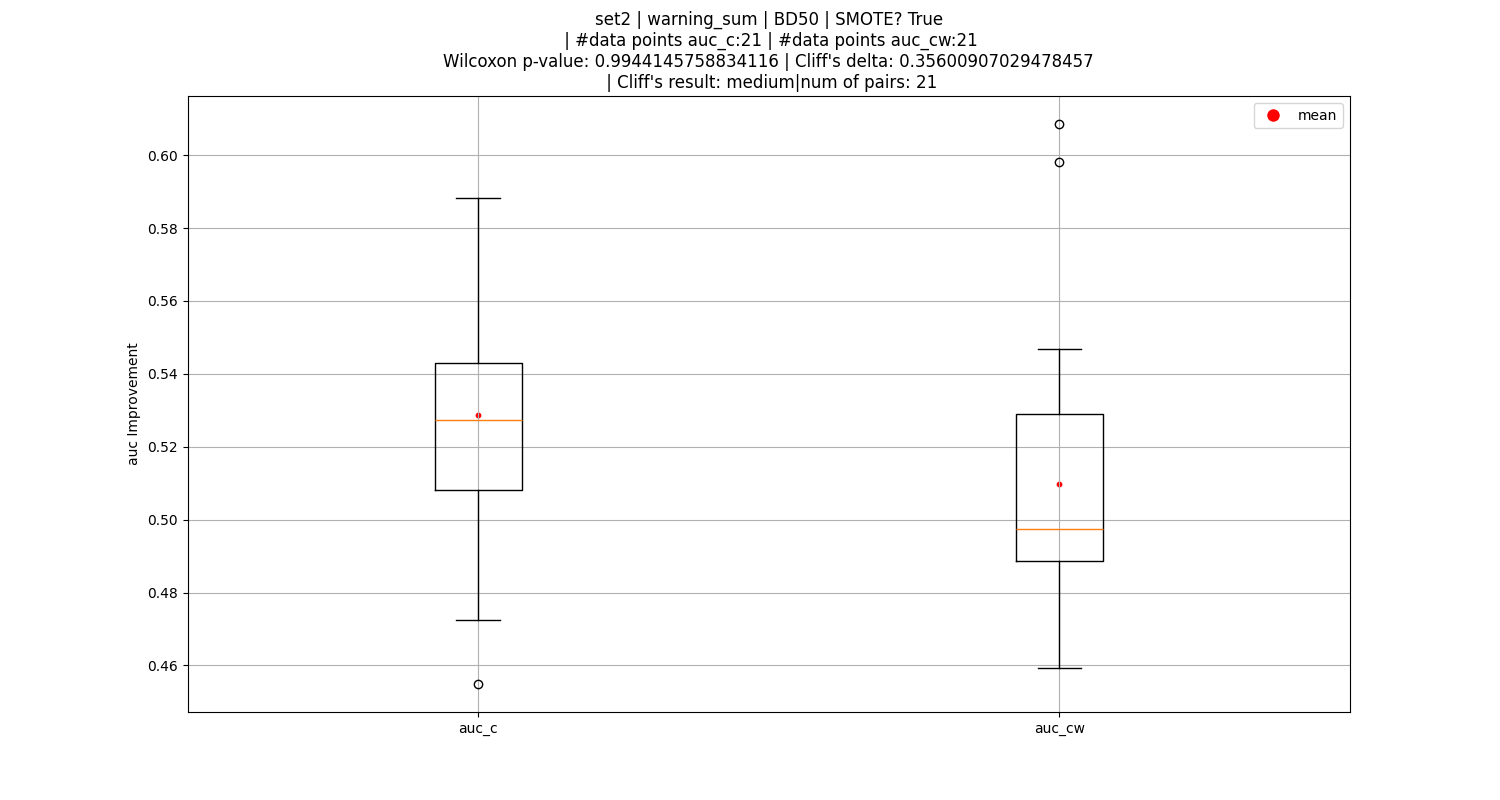 set2 | warning_sum | BD50 | SMOTE? True
| #data points auc_c:21 | #data points auc_cw:21
Wilcoxon p-value: 0.9944145758834116 | Cliff's delta: 0.35600907029478457
| Cliff's result: medium|num of pairs: 21
mean
0.60
0.58
0.56
0.54
0.52
0.50
0.48
0.46
auc Improvement
auc_c
auc_cw